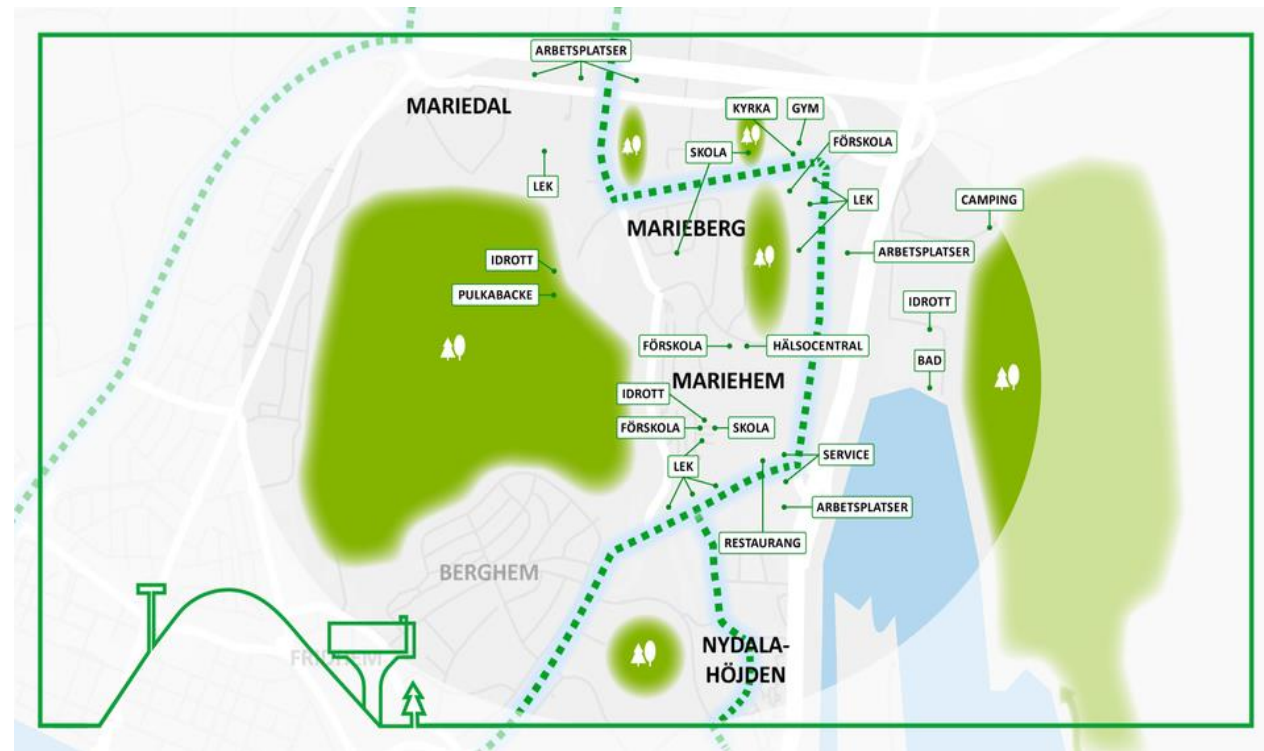 ARBETSPLATSER
MARIEDAL
KYRKA
GYM
SKOLA
FÖRSKOLA
LEK
LEK
CAMPING
MARIEBERG
ARBETSPLATSER
IDROTT
PULKABACKE
IDROTT
FÖRSKOLA
HÄLSOCENTRAL
BAD
MARIEHEM
IDROTT
FÖRSKOLA
SKOLA
SERVICE
LEK
ARBETSPLATSER
RESTAURANG
BERGHEM
NYDALA-
HÖJDEN
FRIDHEM